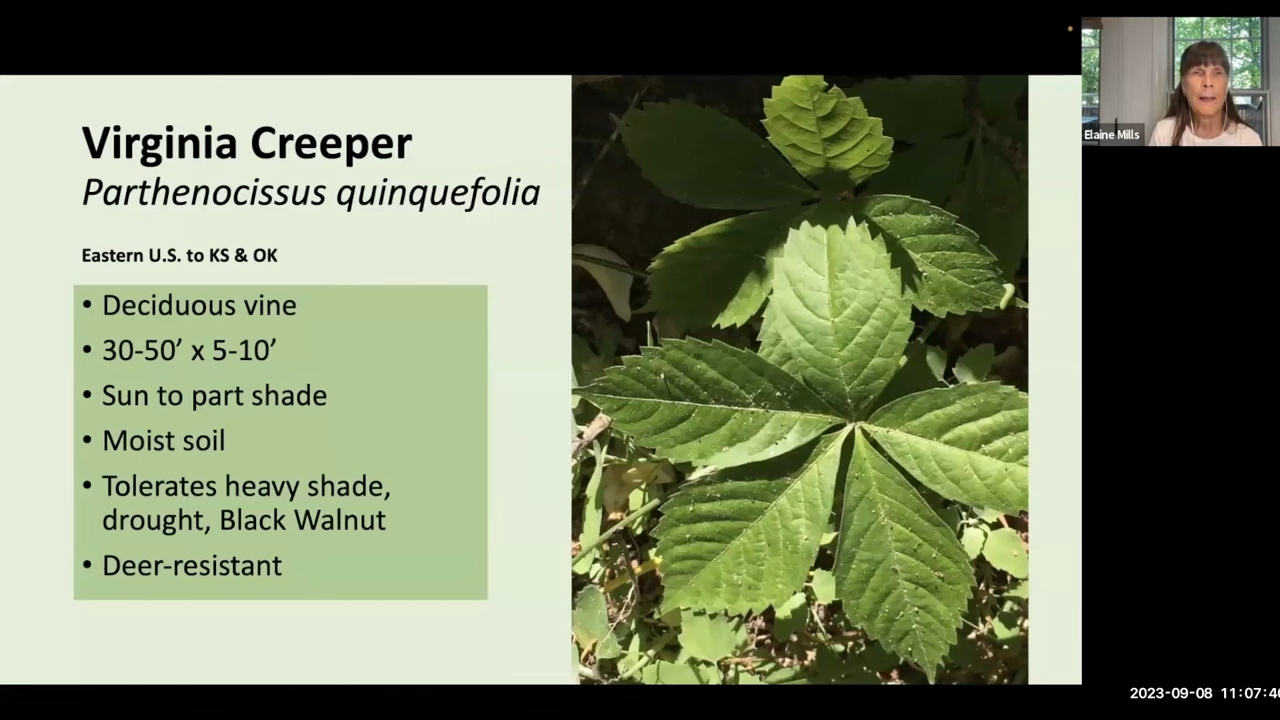 Virginia Creeper
Parthenocissus quinquefolia
Eastern U.S. to KS & OK
• Deciduous vine
• 30-50’ x 5-10’
• Sun to part shade
• Moist soil
• Tolerates heavy shade,
drought, Black Walnut
• Deer-resistant
Elaine Mills
2023-09-08 11:07:4